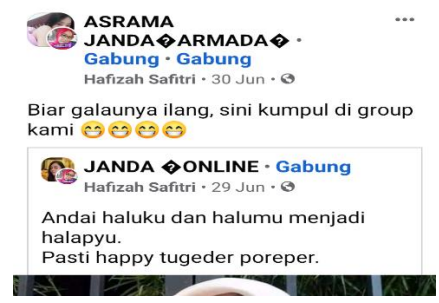 ASRAMA
JANDA�ARMADA� ·
Gabung · Gabung
Hafizah Safitri · 30 Jun ·
Biar galaunya ilang, sini kumpul di group
kami 😁😁😁😁
JANDA �ONLINE · Gabung
Hafizah Safitri · 29 Jun ·
Andai haluku dan halumu menjadi
halapyu.
Pasti happy tugeder poreper.